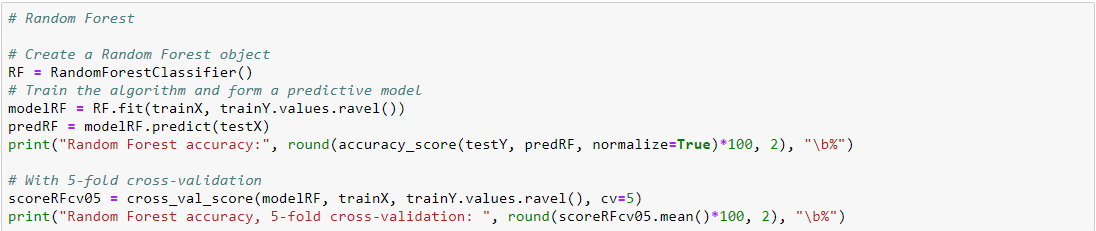 # Random Forest
# Create a Random Forest object
RF = RandomForestClassifier()
# Train the algorithm and form a predictive model
modelRF = RF.fit(trainX, trainY.values.ravel())
predRF = modelRF.predict(testX)
print("Random Forest accuracy:", round(accuracy_score(testY, predRF, normalize=True)*100, 2), "\b%")
# With 5-fold cross-validation
scoreRFcv05 = cross_val_score(modelRF, trainX, trainY.values.ravel(), cv=5)
print("Random Forest accuracy, 5-fold cross-validation: ", round(scoreRFcv05.mean()*100, 2), "\b%")